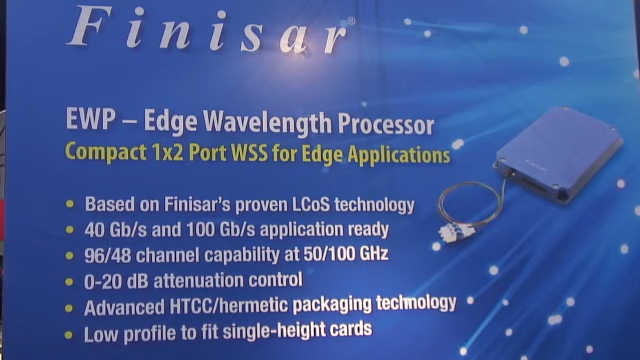 Finisar®
EWP – Edge Wavelength Processor
Compact 1x2 Port WSS for Edge Applications
• Based on Finisar's proven LCoS technology
• 40 Gb/s and 100 Gb/s application ready
• 96/48 channel capability at 50/100 GHz
• 0-20 dB attenuation control
• Advanced HTCC/hermetic packaging technology
• Low profile to fit single-height cards
Finisar